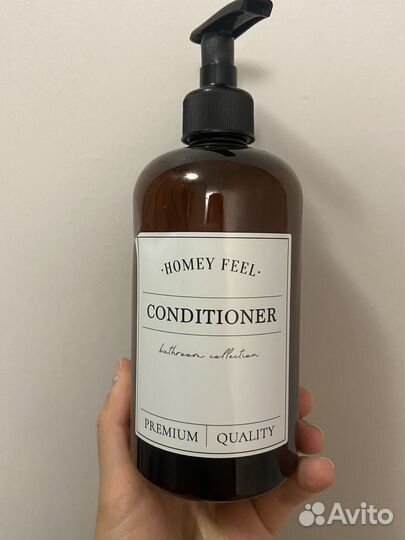 ·HOMEY FEEL·
CONDITIONER
bathroom collection
PREMIUM | QUALITY
Avito